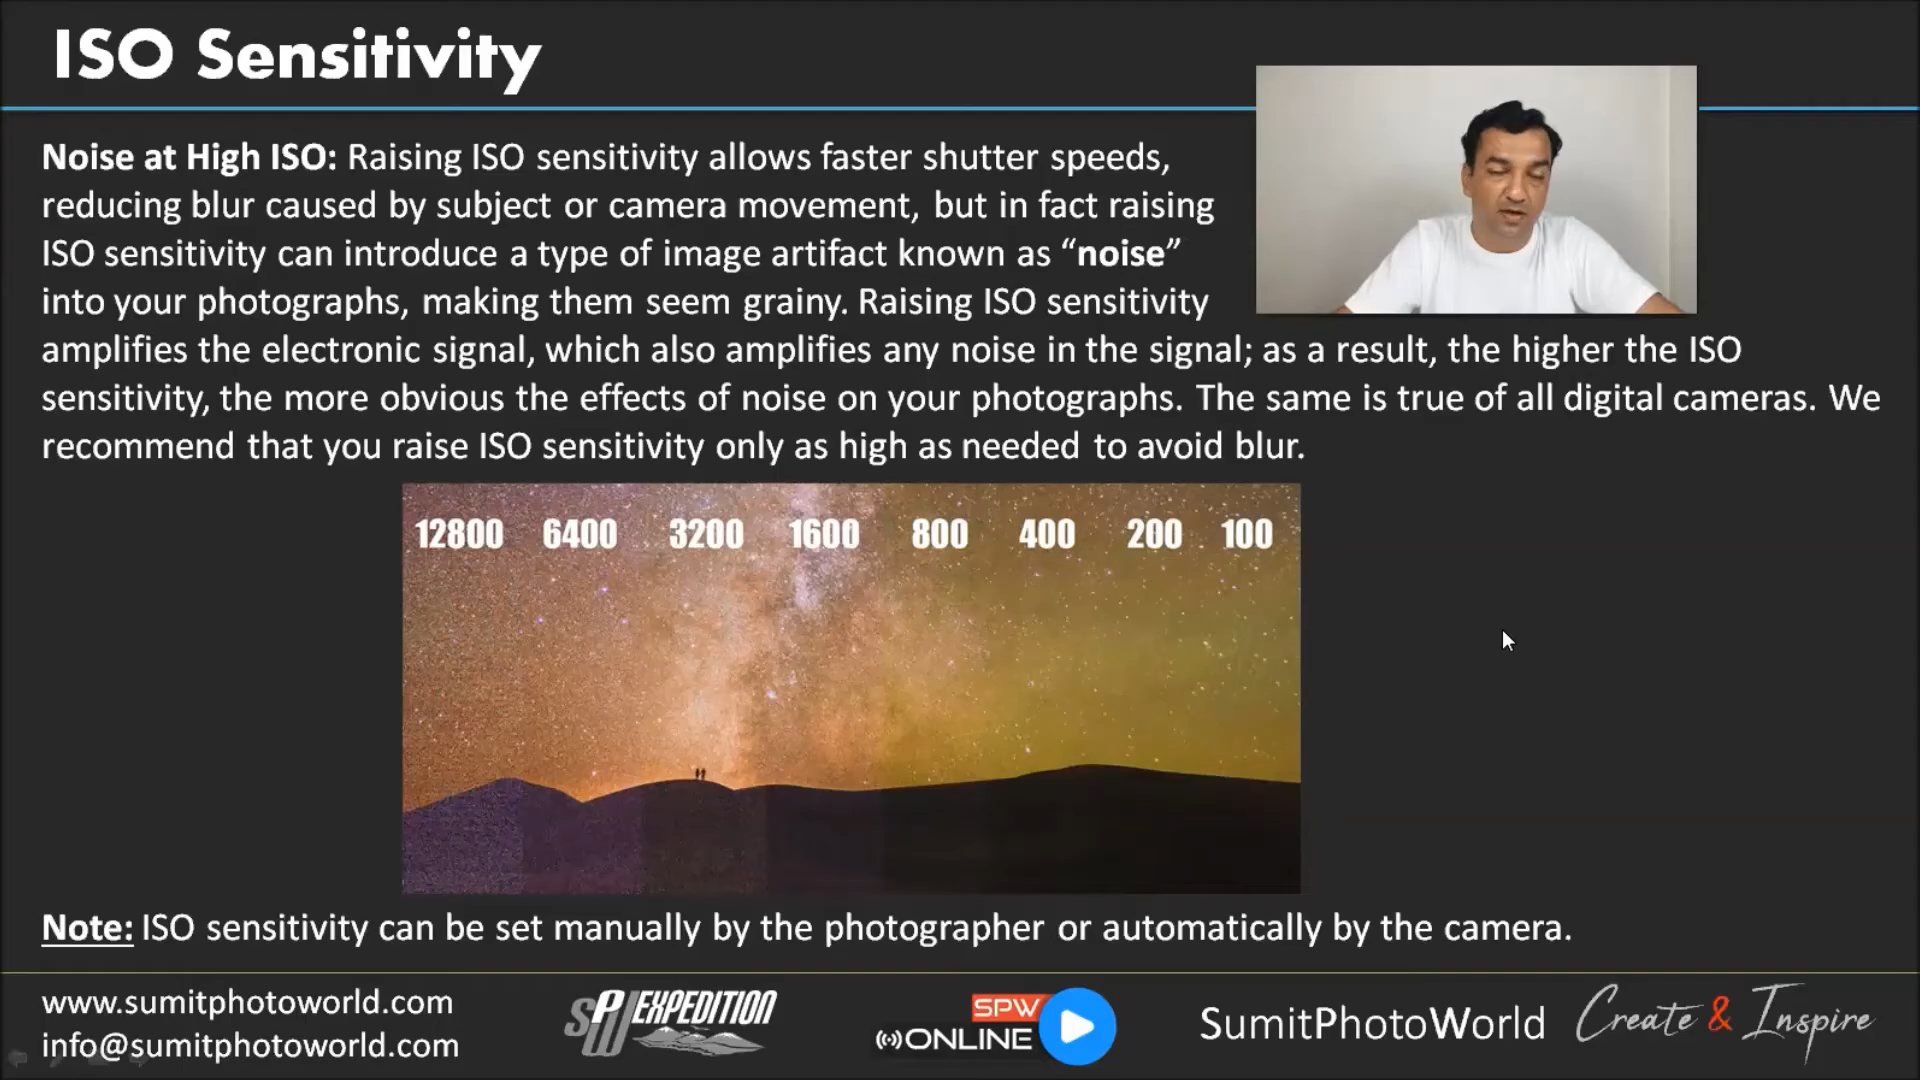 ISO Sensitivity
Noise at High ISO: Raising ISO sensitivity allows faster shutter speeds,
reducing blur caused by subject or camera movement, but in fact raising
ISO sensitivity can introduce a type of image artifact known as “noise”
into your photographs, making them seem grainy. Raising ISO sensitivity
amplifies the electronic signal, which also amplifies any noise in the signal; as a result, the higher the ISO
sensitivity, the more obvious the effects of noise on your photographs. The same is true of all digital cameras. We
recommend that you raise ISO sensitivity only as high as needed to avoid blur.
12800 6400 3200 1600 800 400 200 100
Note: ISO sensitivity can be set manually by the photographer or automatically by the camera.
www.sumitphotoworld.com
info@sumitphotoworld.com
SPW EXPEDITION
SPW
ONLINE
SumitPhotoWorld
Create & Inspire